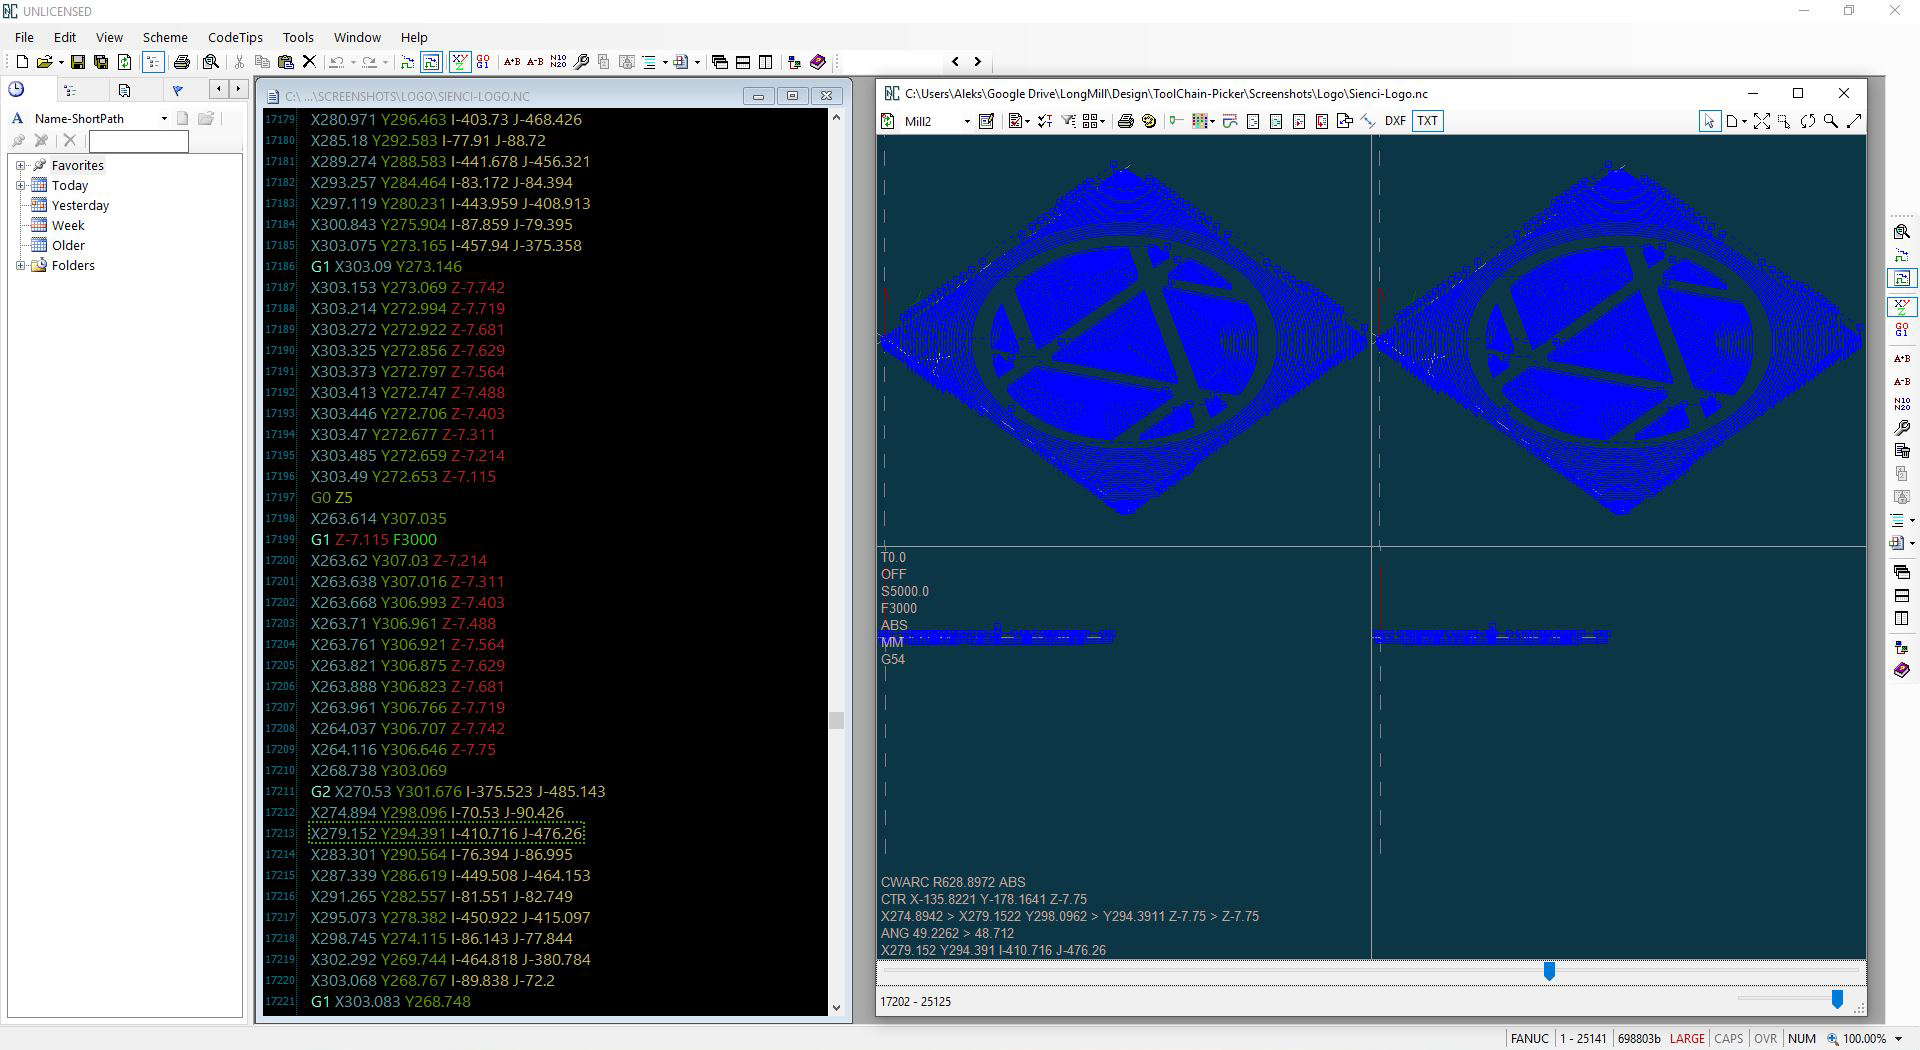 UNLICENSED
File Edit View Scheme CodeTips Tools Window Help
Name-ShortPath
Favorites
Today
Yesterday
Week
Older
Folders
C:\ ...\SCREENSHOTS\LOGO\SIENCI-LOGO.NC
17179 X280.971 Y296.463 I-403.73 J-468.426
17180 X285.18 Y292.583 I-77.91 J-88.72
17181 X289.274 Y288.583 I-441.678 J-456.321
17182 X293.257 Y284.464 I-83.172 J-84.394
17183 X297.119 Y280.231 I-443.959 J-408.913
17184 X300.843 Y275.904 I-87.859 J-79.395
17185 X303.075 Y273.165 I-457.94 J-375.358
17186 G1 X303.09 Y273.146
17187 X303.153 Y273.069 Z-7.742
17188 X303.214 Y272.994 Z-7.719
17189 X303.272 Y272.922 Z-7.681
17190 X303.325 Y272.856 Z-7.629
17191 X303.373 Y272.797 Z-7.564
17192 X303.413 Y272.747 Z-7.488
17193 X303.446 Y272.706 Z-7.403
17194 X303.47 Y272.677 Z-7.311
17195 X303.485 Y272.659 Z-7.214
17196 X303.49 Y272.653 Z-7.115
17197 G0 Z5
17198 X263.614 Y307.035
17199 G1 Z-7.115 F3000
17200 X263.62 Y307.03 Z-7.214
17201 X263.638 Y307.016 Z-7.311
17202 X263.668 Y306.993 Z-7.403
17203 X263.71 Y306.961 Z-7.488
17204 X263.761 Y306.921 Z-7.564
17205 X263.821 Y306.875 Z-7.629
17206 X263.888 Y306.823 Z-7.681
17207 X263.961 Y306.766 Z-7.719
17208 X264.037 Y306.707 Z-7.742
17209 X264.116 Y306.646 Z-7.75
17210 X268.738 Y303.069
17211 G2 X270.53 Y301.676 I-375.523 J-485.143
17212 X274.894 Y298.096 I-70.53 J-90.426
17213 X279.152 Y294.391 I-410.716 J-476.26
17214 X283.301 Y290.564 I-76.394 J-86.995
17215 X287.339 Y286.619 I-449.508 J-464.153
17216 X291.265 Y282.557 I-81.551 J-82.749
17217 X295.073 Y278.382 I-450.922 J-415.097
17218 X298.745 Y274.115 I-86.143 J-77.844
17219 X302.292 Y269.744 I-464.818 J-380.784
17220 X303.068 Y268.767 I-89.838 J-72.2
17221 G1 X303.083 Y268.748
C:\Users\Aleks\Google Drive\LongMill\Design\ToolChain-Picker\Screenshots\Logo\Sienci-Logo.nc
Mill2 DXF TXT
T0.0
OFF
S5000.0
F3000
ABS
MM
G54
CWARC R628.8972 ABS
CTR X-135.8221 Y-178.1641 Z-7.75
X274.8942 > X279.1522 Y298.0962 > Y294.3911 Z-7.75 > Z-7.75
ANG 49.2262 > 48.712
X279.152 Y294.391 I-410.716 J-476.26
17202 - 25125
FANUC 1 - 25141 698803b LARGE CAPS OVR NUM 100.00%